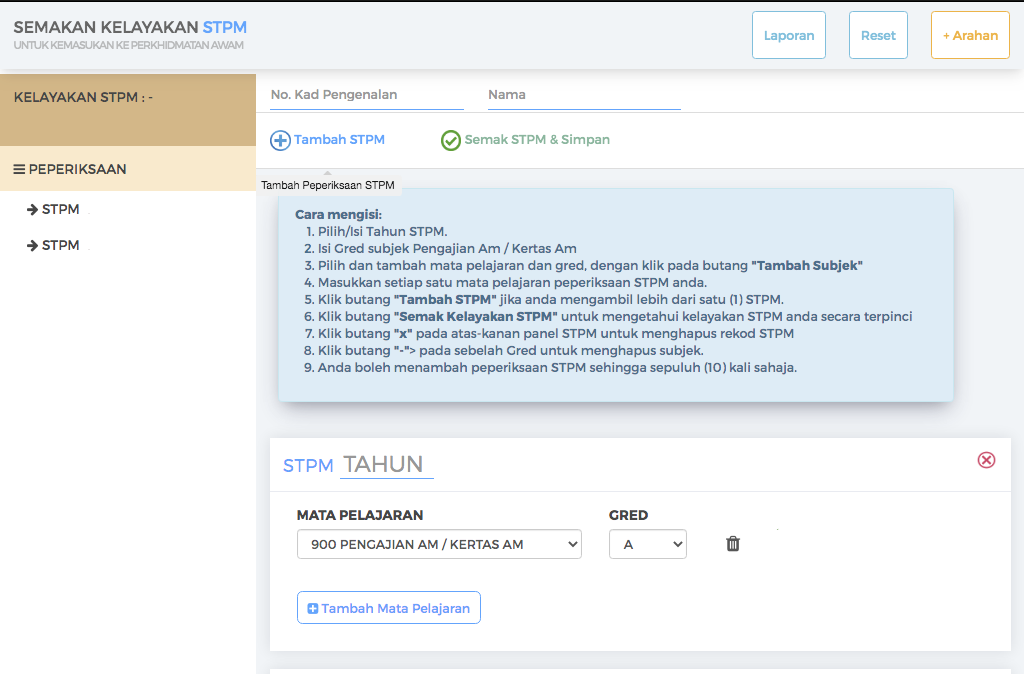 SEMAKAN KELAYAKAN STPM
UNTUK KEMASUKAN KE PERKHIDMATAN AWAM
Laporan
Reset
+ Arahan
KELAYAKAN STPM : -
No. Kad Pengenalan
Nama
Tambah STPM
Semak STPM & Simpan
PEPERIKSAAN
STPM
STPM
Tambah Peperiksaan STPM
Cara mengisi:
1. Pilih/Isi Tahun STPM.
2. Isi Gred subjek Pengajian Am / Kertas Am
3. Pilih dan tambah mata pelajaran dan gred, dengan klik pada butang "Tambah Subjek"
4. Masukkan setiap satu mata pelajaran peperiksaan STPM anda.
5. Klik butang "Tambah STPM" jika anda mengambil lebih dari satu (1) STPM.
6. Klik butang "Semak Kelayakan STPM" untuk mengetahui kelayakan STPM anda secara terpinci
7. Klik butang "x" pada atas-kanan panel STPM untuk menghapus rekod STPM
8. Klik butang "-"> pada sebelah Gred untuk menghapus subjek.
9. Anda boleh menambah peperiksaan STPM sehingga sepuluh (10) kali sahaja.
STPM TAHUN
MATA PELAJARAN
GRED
900 PENGAJIAN AM / KERTAS AM
A
Tambah Mata Pelajaran